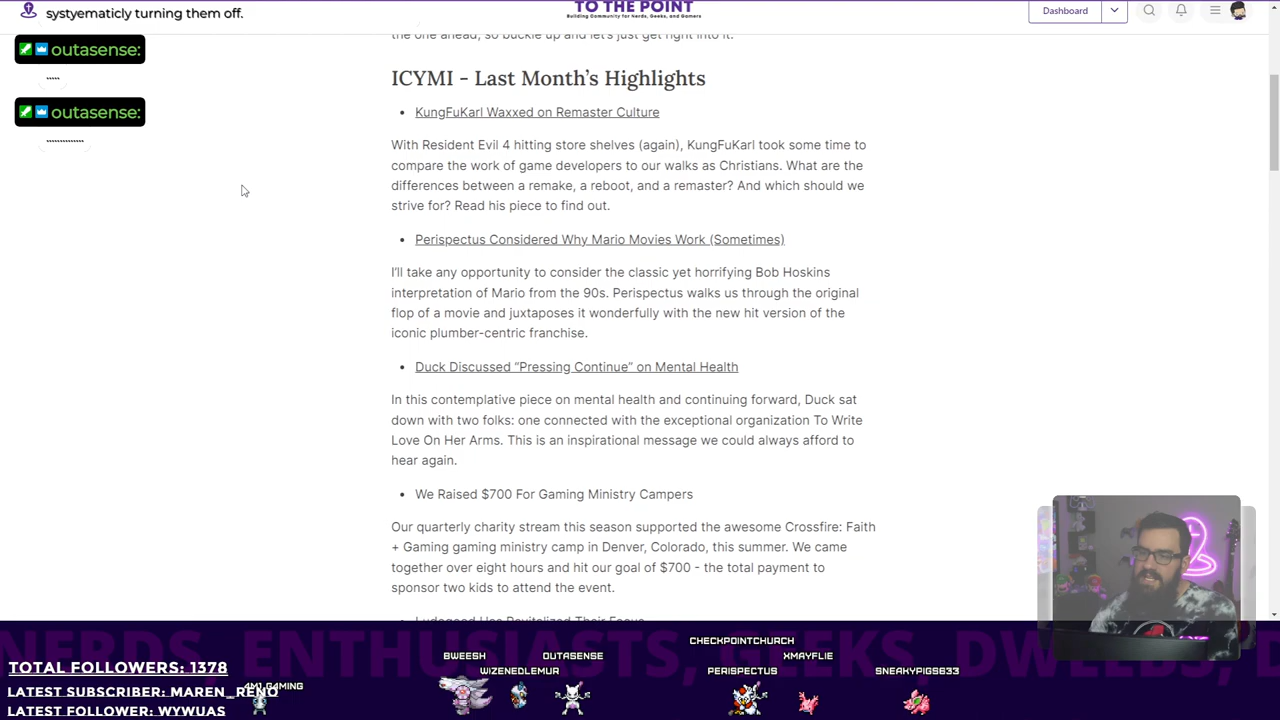 systyematicly turning them off.
outasense:
outasense:
TO THE POINT
Building Community for Nerds, Geeks, and Gamers
Dashboard
the one ahead, so buckle up and let's just get right into it.
ICYMI - Last Month's Highlights
• KungFuKarl Waxxed on Remaster Culture
With Resident Evil 4 hitting store shelves (again), KungFuKarl took some time to
compare the work of game developers to our walks as Christians. What are the
differences between a remake, a reboot, and a remaster? And which should we
strive for? Read his piece to find out.
• Perispectus Considered Why Mario Movies Work (Sometimes)
I'll take any opportunity to consider the classic yet horrifying Bob Hoskins
interpretation of Mario from the 90s. Perispectus walks us through the original
flop of a movie and juxtaposes it wonderfully with the new hit version of the
iconic plumber-centric franchise.
• Duck Discussed “Pressing Continue” on Mental Health
In this contemplative piece on mental health and continuing forward, Duck sat
down with two folks: one connected with the exceptional organization To Write
Love On Her Arms. This is an inspirational message we could always afford to
hear again.
• We Raised $700 For Gaming Ministry Campers
Our quarterly charity stream this season supported the awesome Crossfire: Faith
+ Gaming gaming ministry camp in Denver, Colorado, this summer. We came
together over eight hours and hit our goal of $700 - the total payment to
sponsor two kids to attend the event.
NERDS, ENTHUSIASTS, GEEKS, DWEEBS, D
TOTAL FOLLOWERS: 1378
LATEST SUBSCRIBER: MAREN_RENO
LATEST FOLLOWER: WYWUAS
4M1 GAMING
BWEESH
WIZENEDLEMUR
OUTASENSE
CHECKPOINTCHURCH
PERISPECTUS
XMAYFLIE
SNEAKYPIGS633